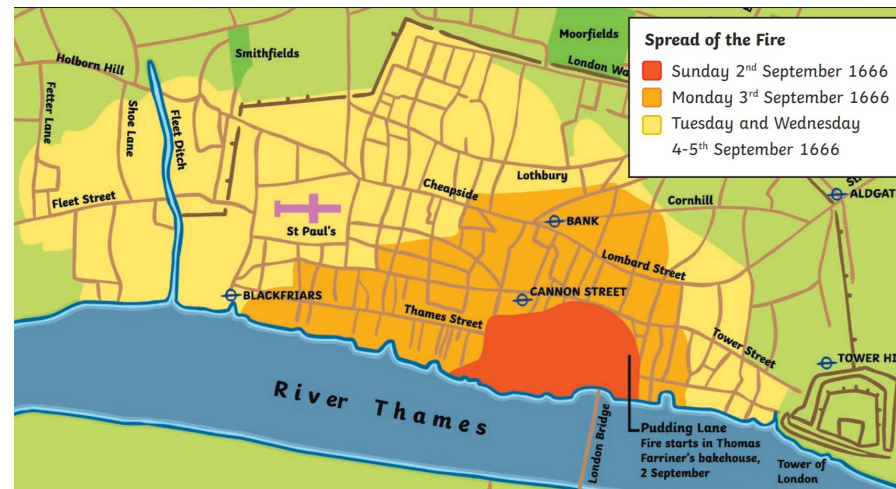 Spread of the Fire
Sunday 2nd September 1666
Monday 3rd September 1666
Tuesday and Wednesday
4-5th September 1666
Moorfields
London Wa
Smithfields
Holborn Hill
Fetter Lane
Shoe Lane
Fleet Ditch
Fleet Street
St Paul's
Cheapside
Lothbury
Cornhill
ALDGAT
BANK
Lombard Street
CANNON STREET
BLACKFRIARS
Thames Street
Tower Street
TOWER HI
River Thames
London Bridge
Pudding Lane
Fire starts in Thomas
Farriner's bakehouse,
2 September
Tower of
London